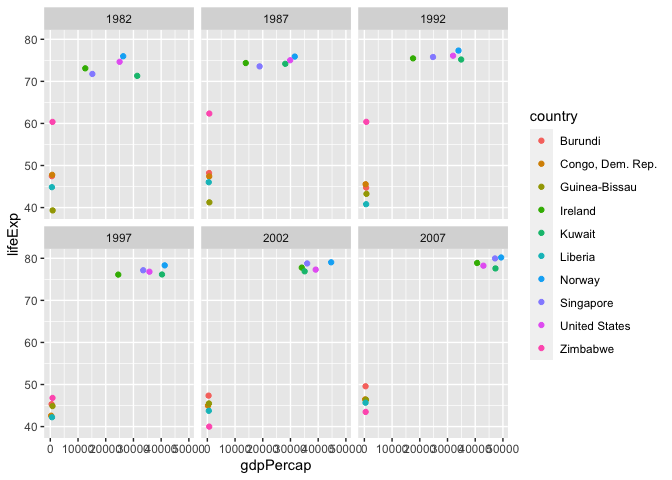 1982 1987 1992
80
70
60
50
40
lifeExp
1997 2002 2007
80
70
60
50
40
0 10000 20000 30000 40000 50000 0 10000 20000 30000 40000 50000 0 10000 20000 30000 40000 50000
gdpPercap
country
Burundi
Congo, Dem. Rep.
Guinea-Bissau
Ireland
Kuwait
Liberia
Norway
Singapore
United States
Zimbabwe